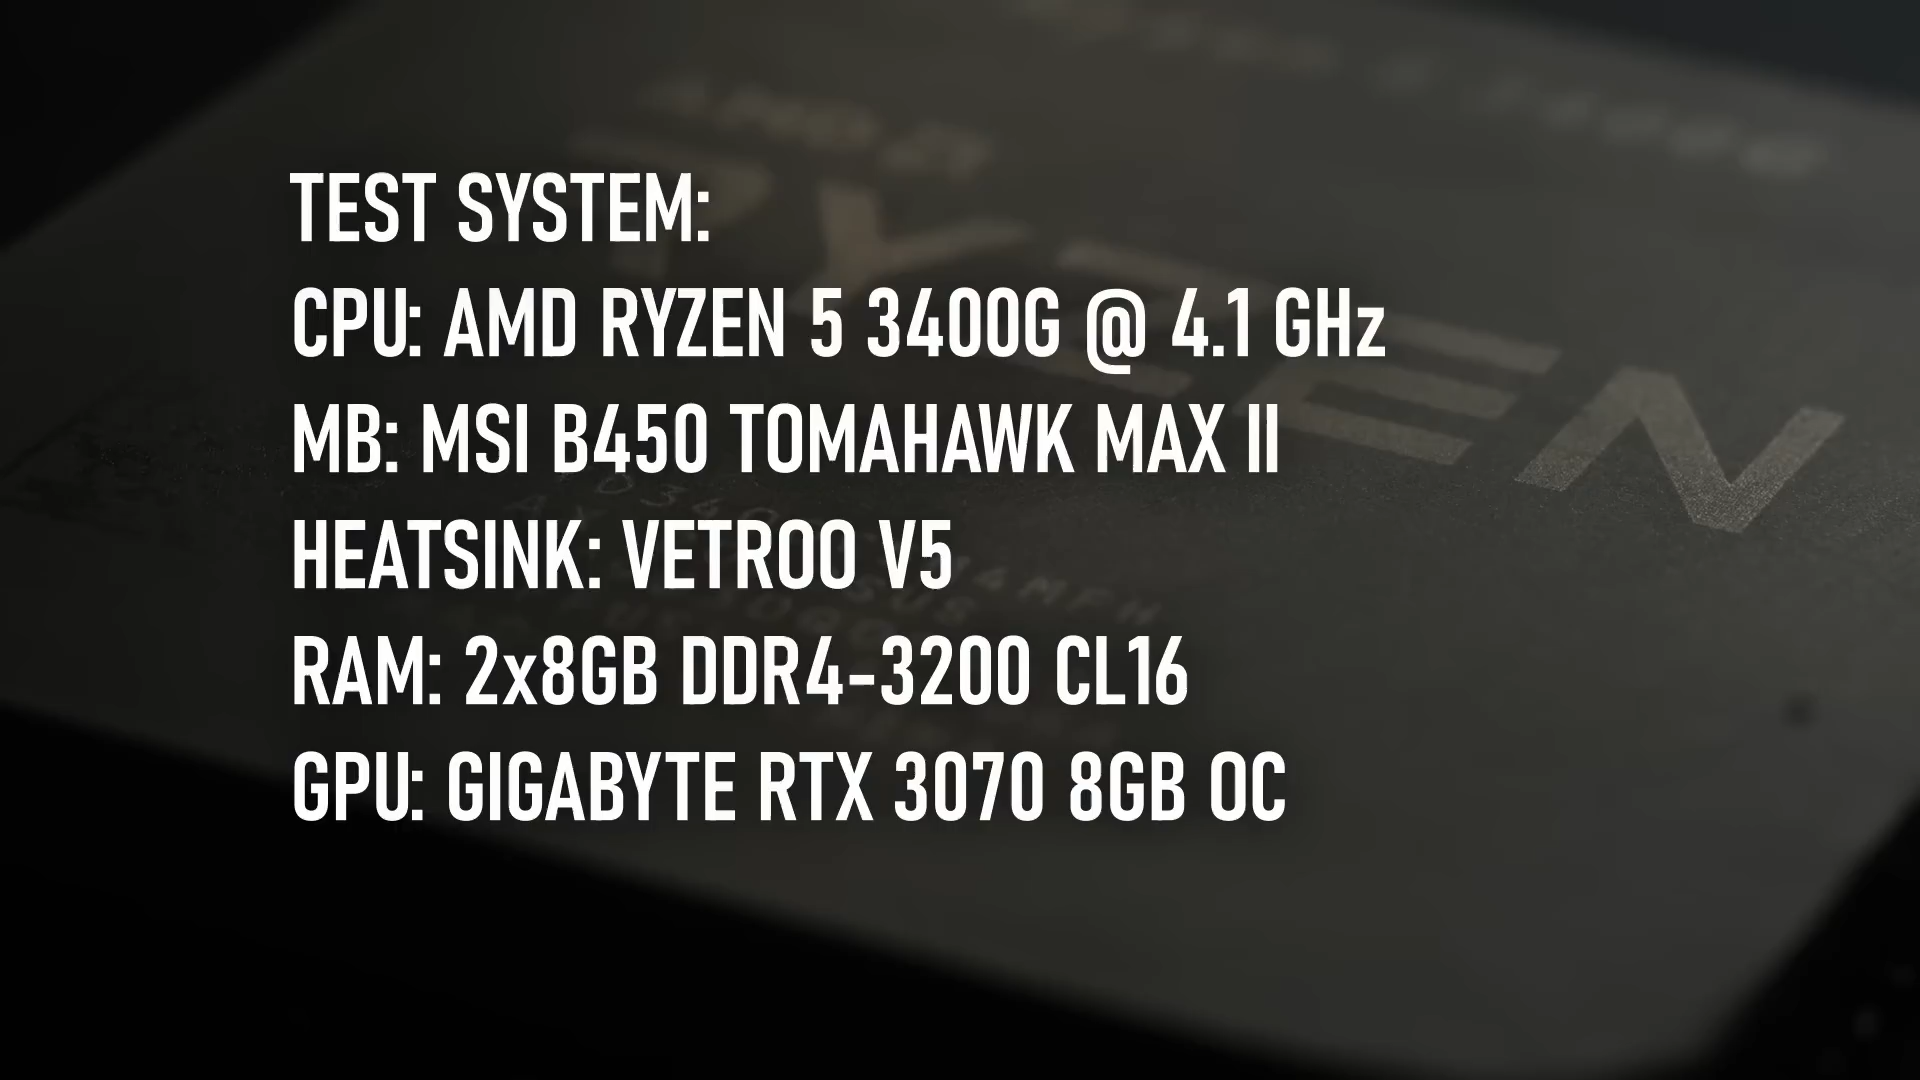 TEST SYSTEM:
CPU: AMD RYZEN 5 3400G @ 4.1 GHz
MB: MSI B450 TOMAHAWK MAX II
HEATSINK: VETROO V5
RAM: 2x8GB DDR4-3200 CL16
GPU: GIGABYTE RTX 3070 8GB OC
RYZEN